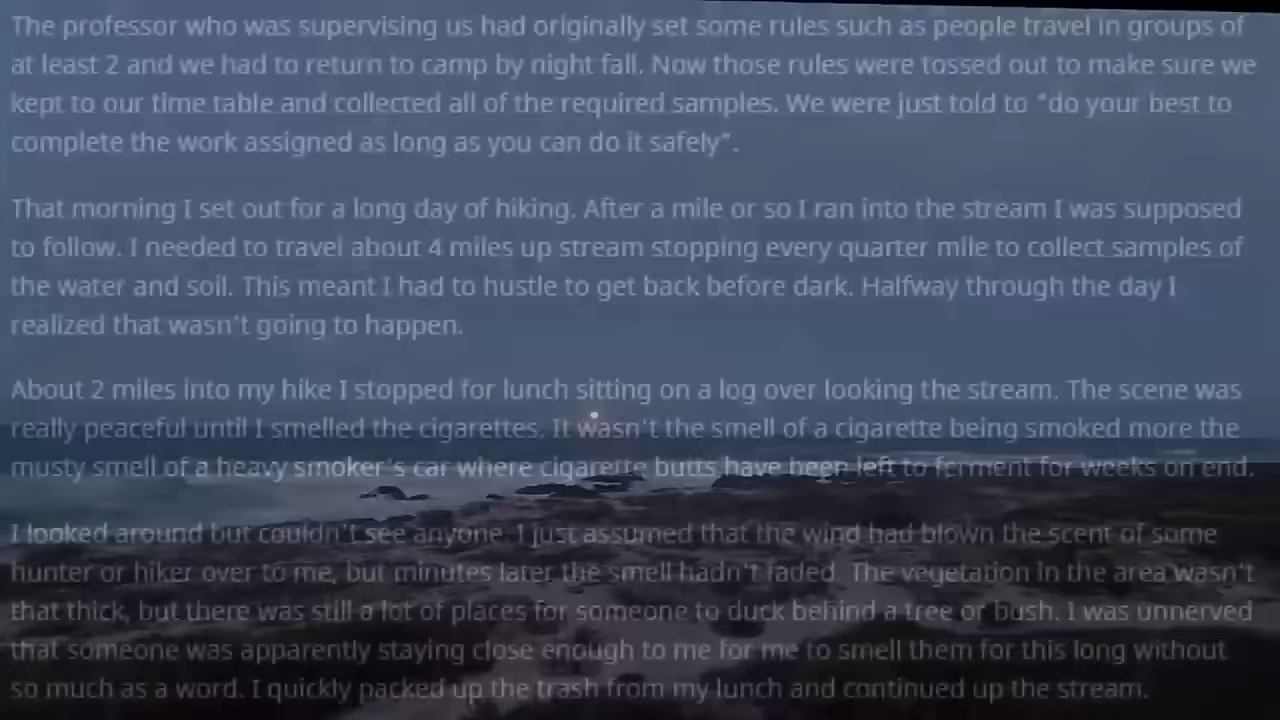 The professor who was supervising us had originally set some rules such as people travel in groups of
at least 2 and we had to return to camp by night fall. Now those rules were tossed out to make sure we
kept to our time table and collected all of the required samples. We were just told to "do your best to
complete the work assigned as long as you can do it safely".
That morning I set out for a long day of hiking. After a mile or so I ran into the stream I was supposed
to follow. I needed to travel about 4 miles up stream stopping every quarter mile to collect samples of
the water and soil. This meant I had to hustle to get back before dark. Halfway through the day I
realized that wasn't going to happen.
About 2 miles into my hike I stopped for lunch sitting on a log over looking the stream. The scene was
really peaceful until I smelled the cigarettes. It wasn't the smell of a cigarette being smoked more the
musty smell of a heavy smoker's car where cigarette butts have been left to ferment for weeks on end.
I looked around but couldn't see anyone. I just assumed that the wind had blown the scent of some
hunter or hiker over to me, but minutes later the smell hadn't faded. The vegetation in the area wasn't
that thick, but there was still a lot of places for someone to duck behind a tree or bush. I was unnerved
that someone was apparently staying close enough to me for me to smell them for this long without
so much as a word. I quickly packed up the trash from my lunch and continued up the stream.